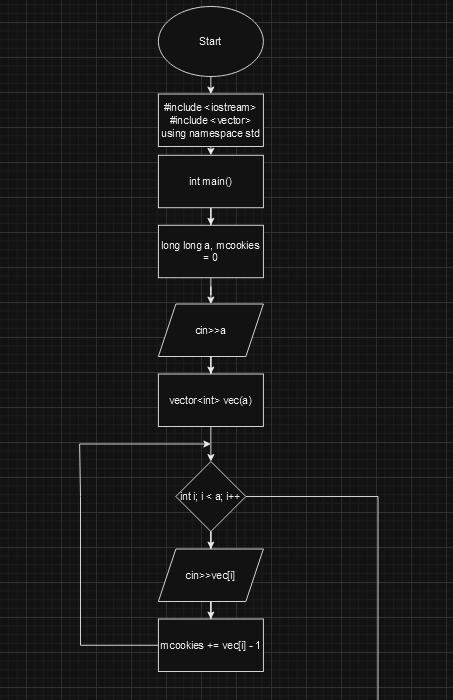 Start
#include <iostream>
#include <vector>
using namespace std
int main()
long long a, mcookies
= 0
cin>>a
vector<int> vec(a)
int i; i < a; i++
cin>>vec[i]
mcookies += vec[i] - 1